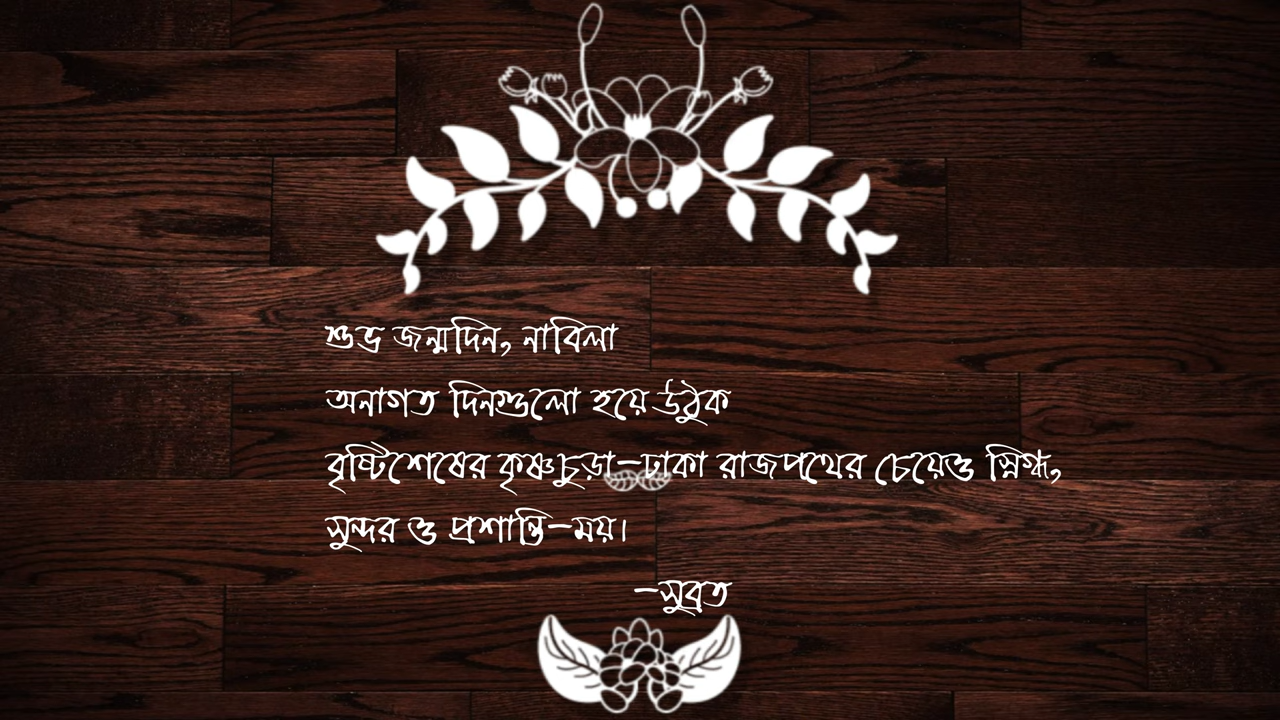 শুভ্র জন্মদিন, নাবিলা
অনাগত দিনগুলো হয়ে উঠুক
বৃষ্টিশেষের কৃষ্ণচুড়া-ঢাকা রাজপথের চেয়েও স্নিগ্ধ,
সুন্দর ও প্রশান্তি-ময়।
-সুব্রত